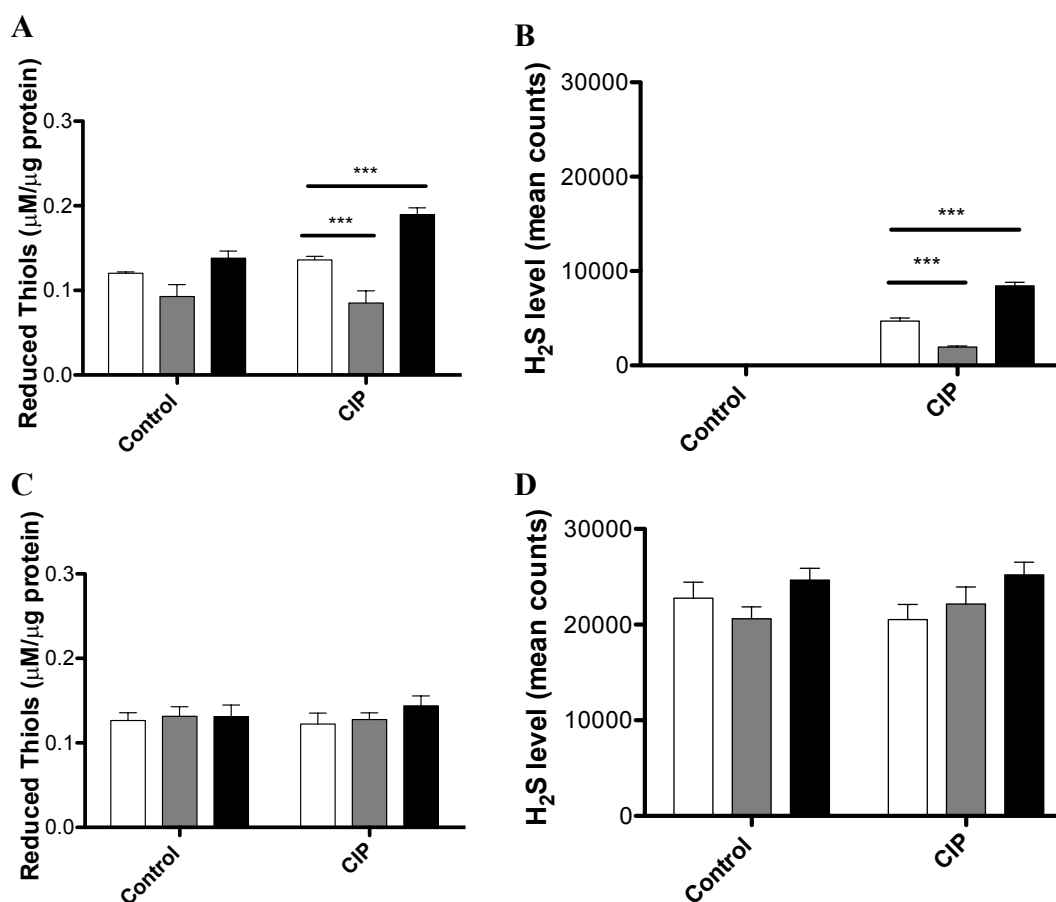 A
Reduced Thiols (μM/μg protein)
0.3
0.2
0.1
0.0
***
***
Control
CIP
B
H₂S level (mean counts)
30000
20000
10000
0
***
***
Control
CIP
C
Reduced Thiols (μM/μg protein)
0.3
0.2
0.1
0.0
Control
CIP
D
H₂S level (mean counts)
30000
20000
10000
0
Control
CIP